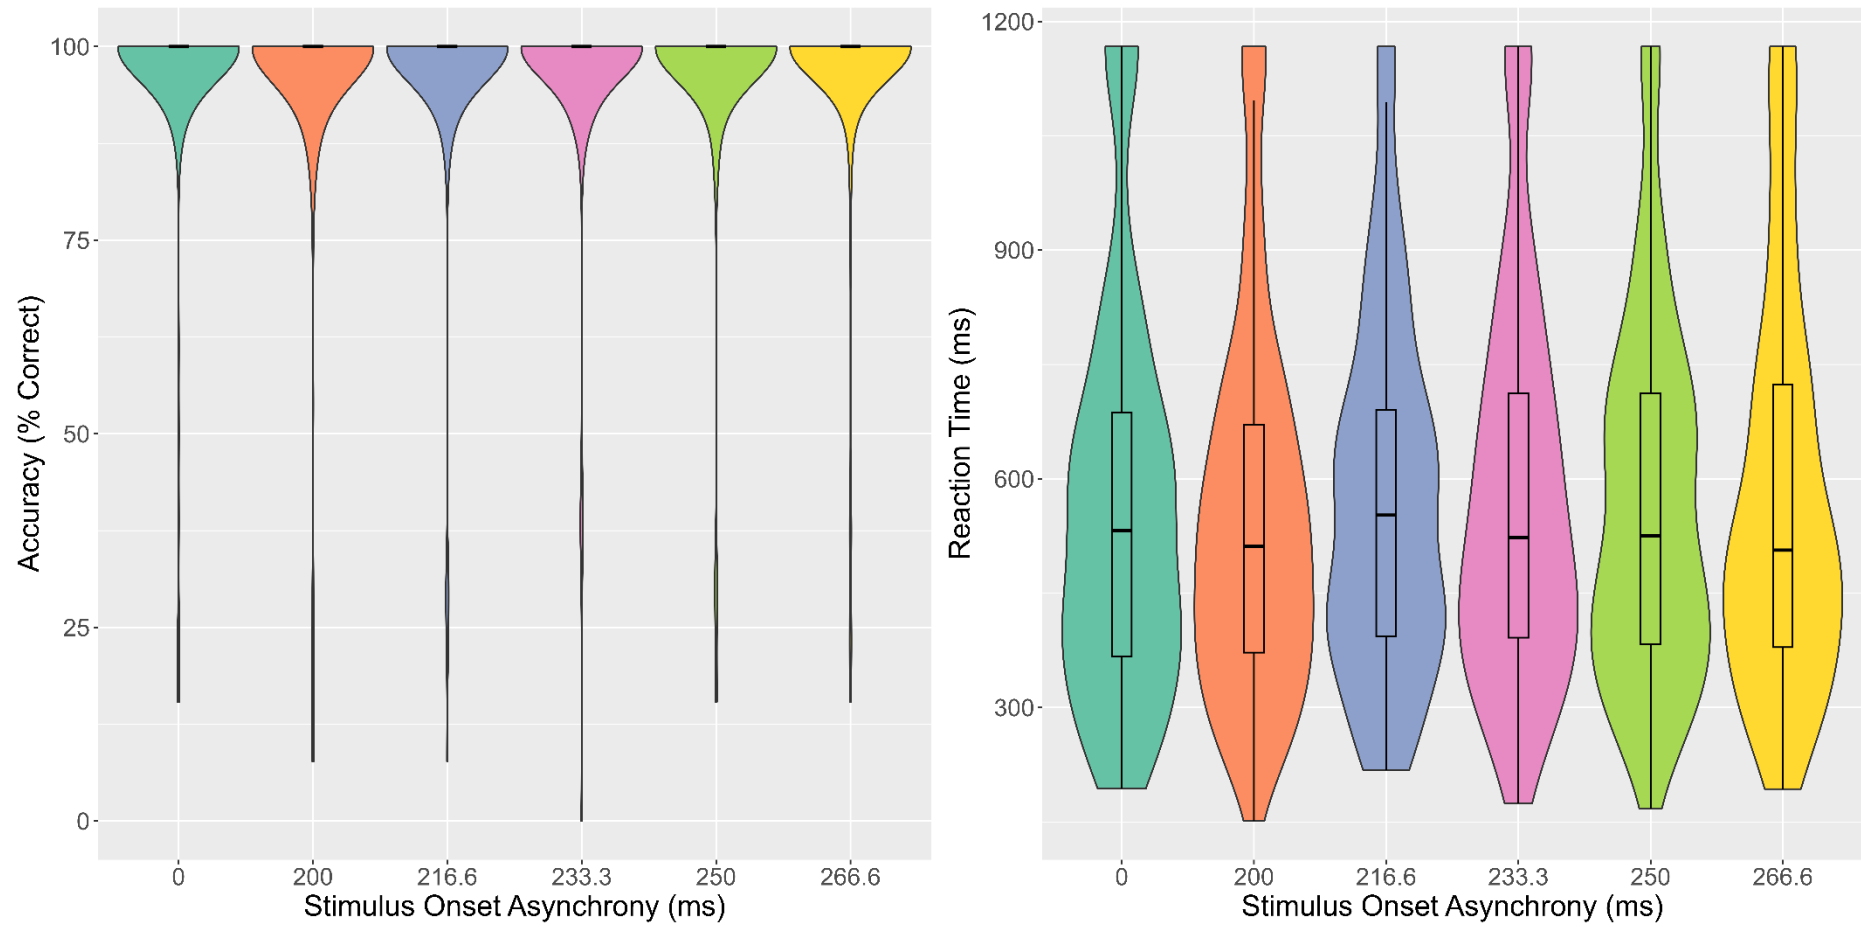 Accuracy (% Correct)
100
75
50
25
0
0 200 216.6 233.3 250 266.6
Stimulus Onset Asynchrony (ms)
Reaction Time (ms)
1200
900
600
300
0 200 216.6 233.3 250 266.6
Stimulus Onset Asynchrony (ms)